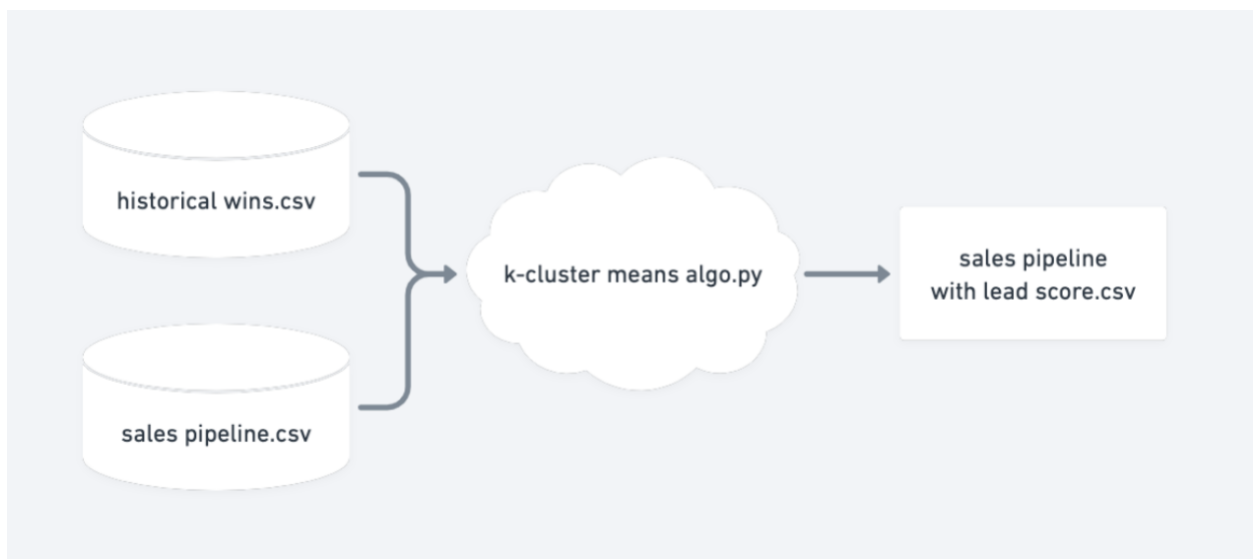 historical wins.csv
sales pipeline.csv
k-cluster means algo.py
sales pipeline
with lead score.csv